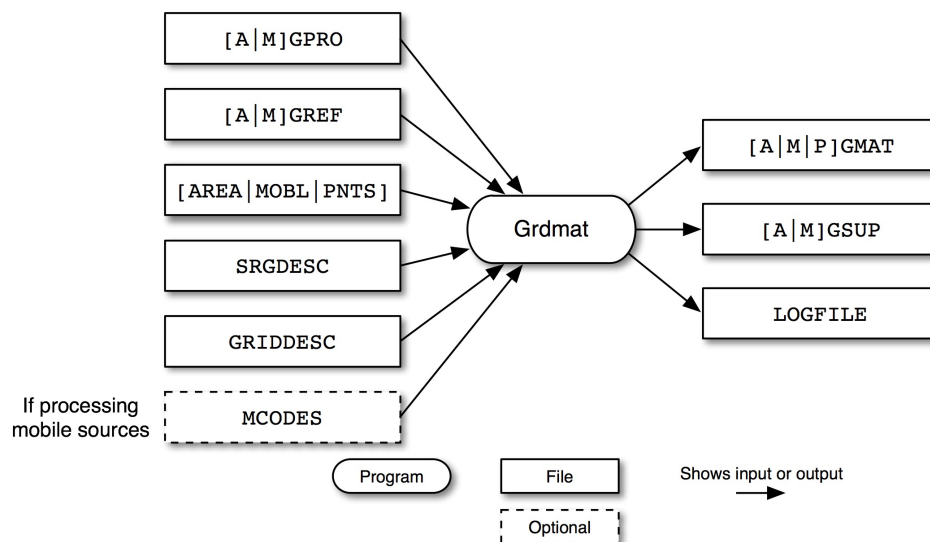 [A|M]GPRO
[A|M]GREF
[AREA|MOBL|PNTS]
SRGDESC
GRIDDESC
If processing
mobile sources
MCODES
Grdmat
[A|M|P]GMAT
[A|M]GSUP
LOGFILE
Program
File
Shows input or output
Optional